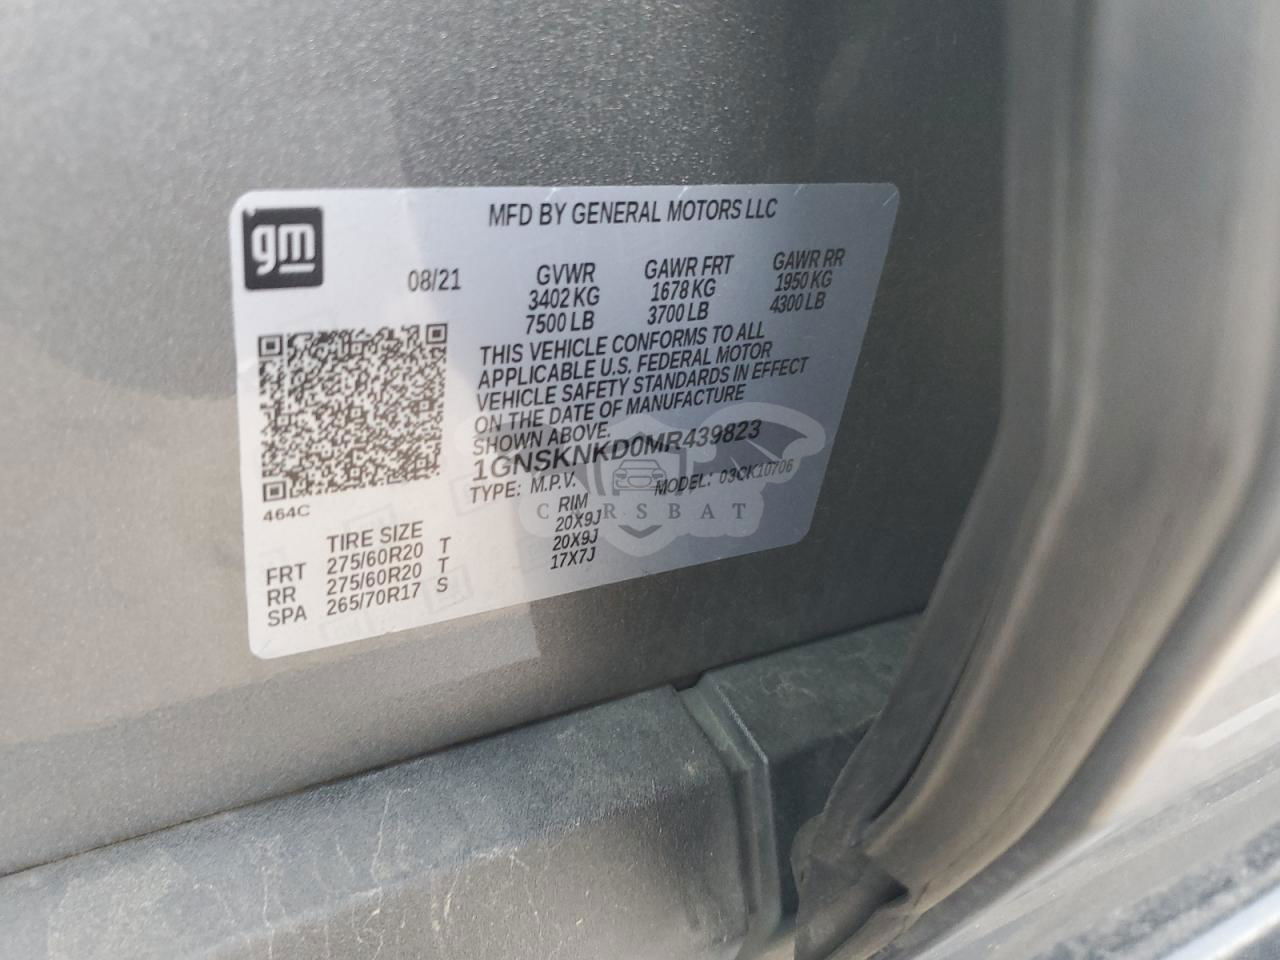 MFD BY GENERAL MOTORS LLC
gm
08/21
GVWR
3402 KG
7500 LB
GAWR FRT
1678 KG
3700 LB
GAWR RR
1950 KG
4300 LB
THIS VEHICLE CONFORMS TO ALL
APPLICABLE U.S. FEDERAL MOTOR
VEHICLE SAFETY STANDARDS IN EFFECT
ON THE DATE OF MANUFACTURE
SHOWN ABOVE.
1GNSKNKD0MR439823
TYPE: M.P.V. MODEL: 03CK10706
464C
TIRE SIZE RIM
FRT 275/60R20 T 20X9J
RR 275/60R20 T 20X9J
SPA 265/70R17 S 17X7J
CARSBAT